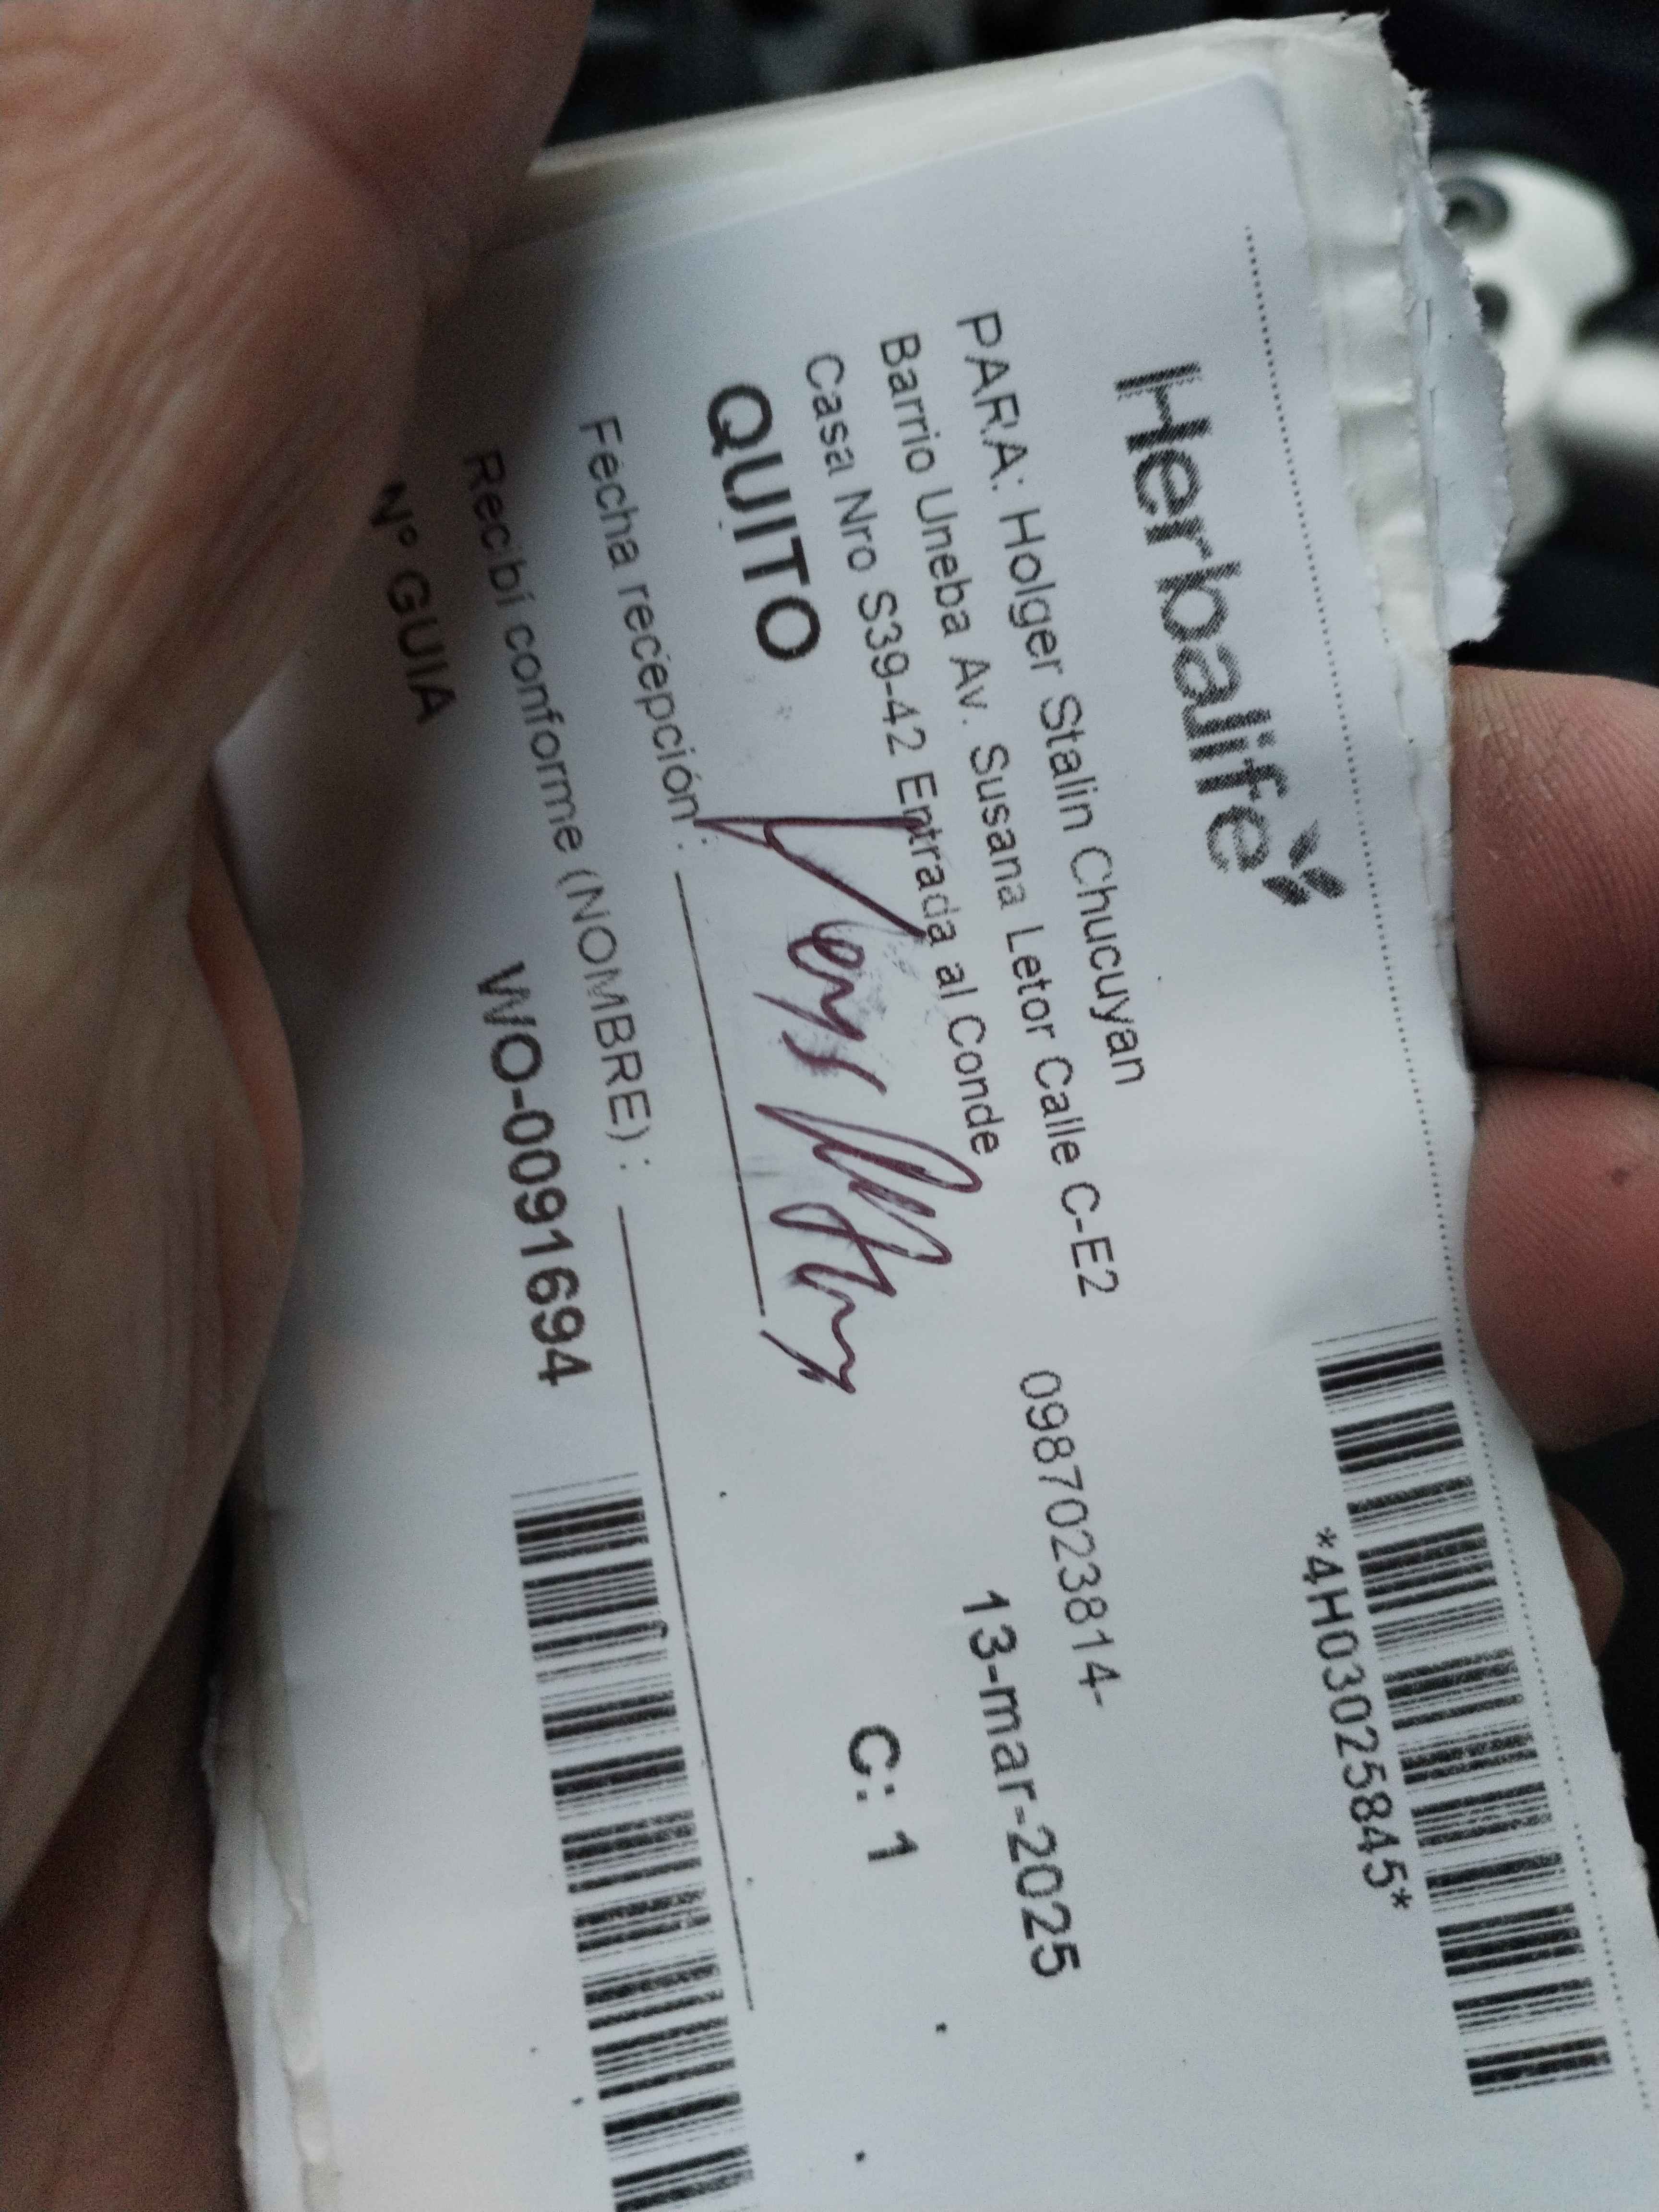 Herbalife
*4H030258445*
PARA: Holger Stalin Chucuyan
Barrio Uneba Av. Susana Letor Calle C-E2
0987023814-
Casa Nro S39-42 Entrada al Conde
13-mar-2025
QUITO
C: 1
Fecha recepción :
Recibí conforme (NOMBRE) :
Nº GUIA
WO-0091694